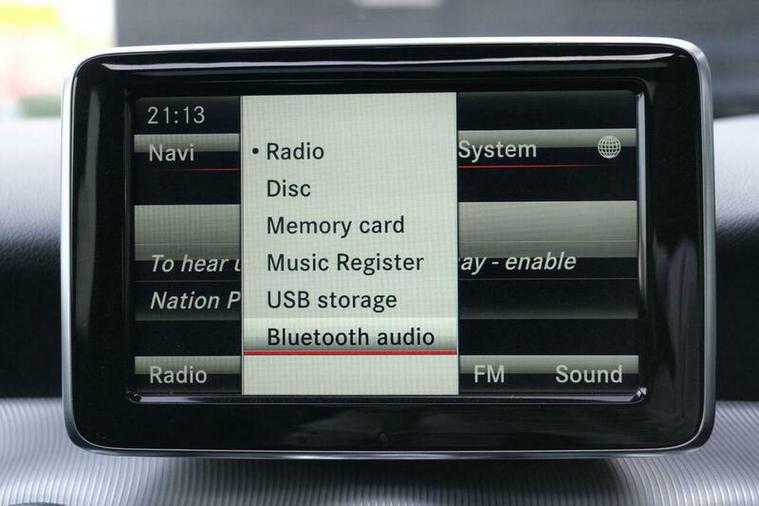 21:13
Navi
System
• Radio
Disc
Memory card
Music Register
USB storage
Bluetooth audio
To hear
ay - enable
Nation P
Radio
FM
Sound